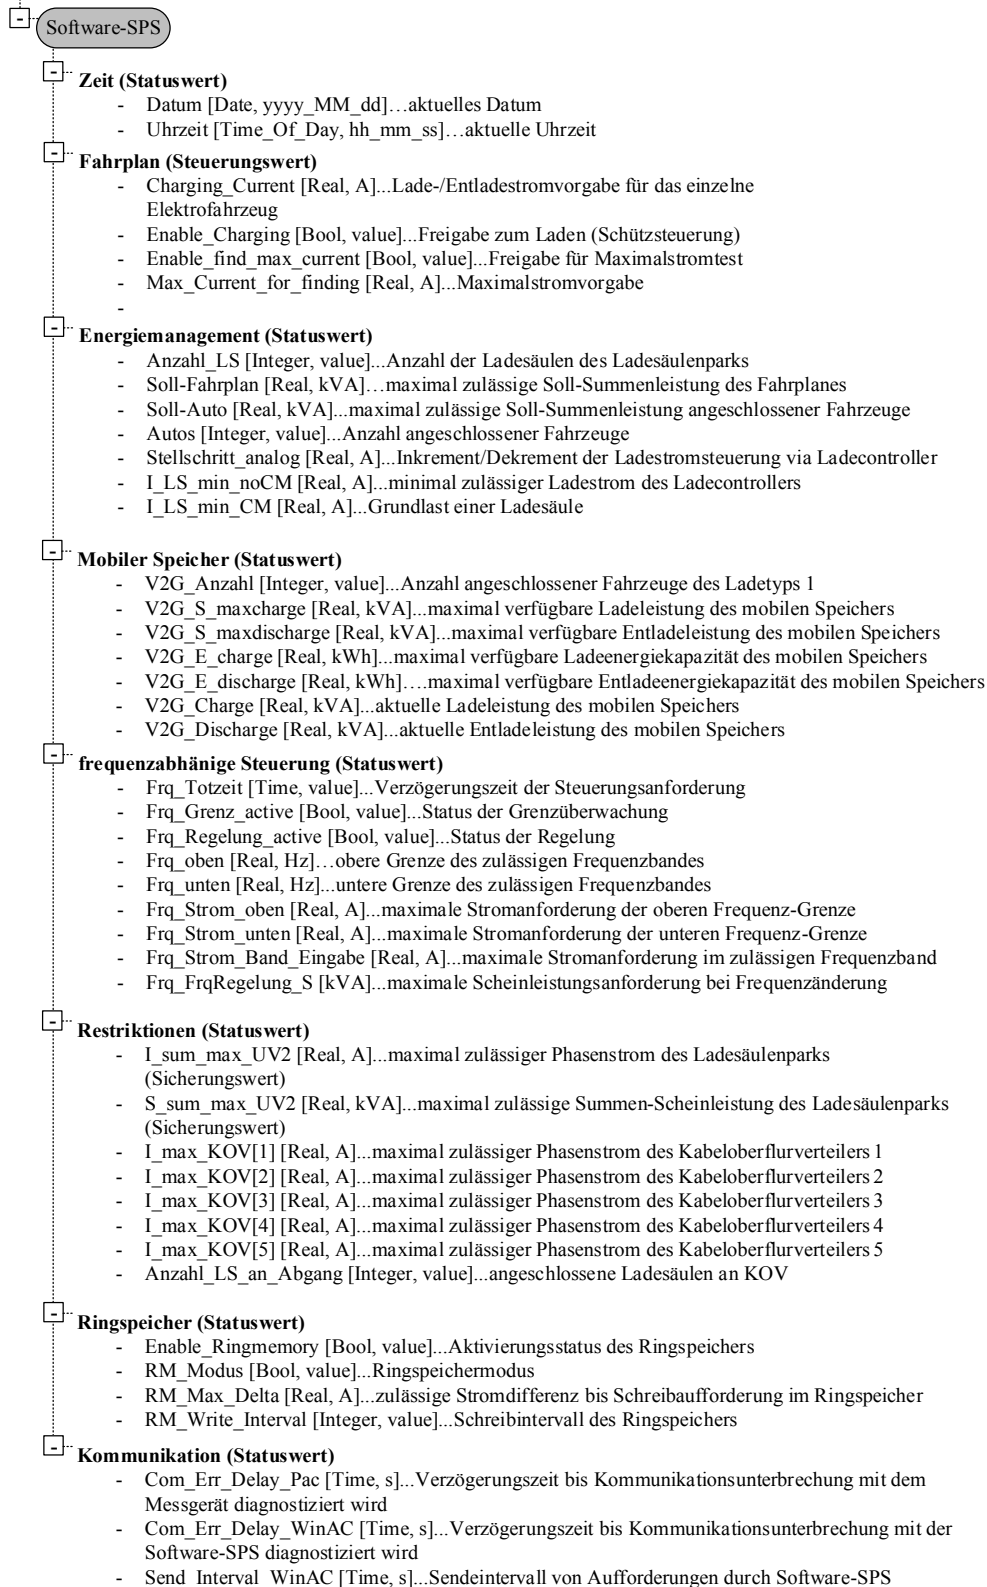 Software-SPS
Zeit (Statuswert)
- Datum [Date, yyyy_MM_dd]…aktuelles Datum
- Uhrzeit [Time_Of_Day, hh_mm_ss]…aktuelle Uhrzeit
Fahrplan (Steuerungswert)
- Charging_Current [Real, A]...Lade-/Entladestromvorgabe für das einzelne
Elektrofahrzeug
- Enable_Charging [Bool, value]...Freigabe zum Laden (Schützsteuerung)
- Enable_find_max_current [Bool, value]...Freigabe für Maximalstromtest
- Max_Current_for_finding [Real, A]...Maximalstromvorgabe
-
Energiemanagement (Statuswert)
- Anzahl_LS [Integer, value]...Anzahl der Ladesäulen des Ladesäulenparks
- Soll-Fahrplan [Real, kVA]…maximal zulässige Soll-Summenleistung des Fahrplanes
- Soll-Auto [Real, kVA]...maximal zulässige Soll-Summenleistung angeschlossener Fahrzeuge
- Autos [Integer, value]...Anzahl angeschlossener Fahrzeuge
- Stellschritt_analog [Real, A]...Inkrement/Dekrement der Ladestromsteuerung via Ladecontroller
- I_LS_min_noCM [Real, A]...minimal zulässiger Ladestrom des Ladecontrollers
- I_LS_min_CM [Real, A]...Grundlast einer Ladesäule
Mobiler Speicher (Statuswert)
- V2G_Anzahl [Integer, value]...Anzahl angeschlossener Fahrzeuge des Ladetyps 1
- V2G_S_maxcharge [Real, kVA]...maximal verfügbare Ladeleistung des mobilen Speichers
- V2G_S_maxdischarge [Real, kVA]...maximal verfügbare Entladeleistung des mobilen Speichers
- V2G_E_charge [Real, kWh]...maximal verfügbare Ladeenergiekapazität des mobilen Speichers
- V2G_E_discharge [Real, kWh]….maximal verfügbare Entladeenergiekapazität des mobilen Speichers
- V2G_Charge [Real, kVA]...aktuelle Ladeleistung des mobilen Speichers
- V2G_Discharge [Real, kVA]...aktuelle Entladeleistung des mobilen Speichers
frequenzabhänige Steuerung (Statuswert)
- Frq_Totzeit [Time, value]...Verzögerungszeit der Steuerungsanforderung
- Frq_Grenz_active [Bool, value]...Status der Grenzüberwachung
- Frq_Regelung_active [Bool, value]...Status der Regelung
- Frq_oben [Real, Hz]…obere Grenze des zulässigen Frequenzbandes
- Frq_unten [Real, Hz]...untere Grenze des zulässigen Frequenzbandes
- Frq_Strom_oben [Real, A]...maximale Stromanforderung der oberen Frequenz-Grenze
- Frq_Strom_unten [Real, A]...maximale Stromanforderung der unteren Frequenz-Grenze
- Frq_Strom_Band_Eingabe [Real, A]...maximale Stromanforderung im zulässigen Frequenzband
- Frq_FrqRegelung_S [kVA]...maximale Scheinleistungsanforderung bei Frequenzänderung
Restriktionen (Statuswert)
- I_sum_max_UV2 [Real, A]...maximal zulässiger Phasenstrom des Ladesäulenparks
(Sicherungswert)
- S_sum_max_UV2 [Real, kVA]...maximal zulässige Summen-Scheinleistung des Ladesäulenparks
(Sicherungswert)
- I_max_KOV[1] [Real, A]...maximal zulässiger Phasenstrom des Kabeloberflurverteilers 1
- I_max_KOV[2] [Real, A]...maximal zulässiger Phasenstrom des Kabeloberflurverteilers 2
- I_max_KOV[3] [Real, A]...maximal zulässiger Phasenstrom des Kabeloberflurverteilers 3
- I_max_KOV[4] [Real, A]...maximal zulässiger Phasenstrom des Kabeloberflurverteilers 4
- I_max_KOV[5] [Real, A]...maximal zulässiger Phasenstrom des Kabeloberflurverteilers 5
- Anzahl_LS_an_Abgang [Integer, value]...angeschlossene Ladesäulen an KOV
Ringspeicher (Statuswert)
- Enable_Ringmemory [Bool, value]...Aktivierungsstatus des Ringspeichers
- RM_Modus [Bool, value]...Ringspeichermodus
- RM_Max_Delta [Real, A]...zulässige Stromdifferenz bis Schreibaufforderung im Ringspeicher
- RM_Write_Interval [Integer, value]...Schreibintervall des Ringspeichers
Kommunikation (Statuswert)
- Com_Err_Delay_Pac [Time, s]...Verzögerungszeit bis Kommunikationsunterbrechung mit dem
Messgerät diagnostiziert wird
- Com_Err_Delay_WinAC [Time, s]...Verzögerungszeit bis Kommunikationsunterbrechung mit der
Software-SPS diagnostiziert wird
- Send_Interval_WinAC [Time, s]...Sendeintervall von Aufforderungen durch Software-SPS